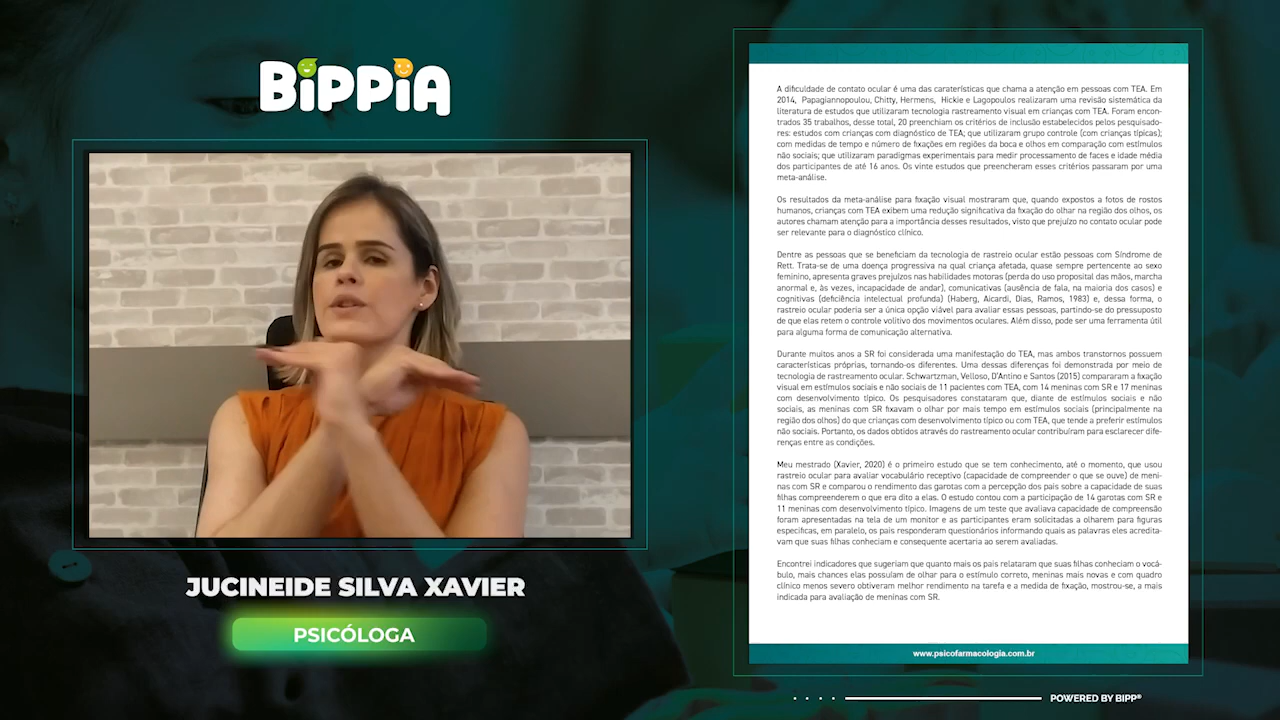 BiPPiA
JUCINEIDE SILVA XAVIER
PSICÓLOGA
A dificuldade de contato ocular é uma das caraterísticas que chama a atenção em pessoas com TEA. Em
2014, Papagiannopoulou, Chitty, Hermens, Hickie e Lagopoulos realizaram uma revisão sistemática da
literatura de estudos que utilizaram tecnologia rastreamento visual em crianças com TEA. Foram encon-
trados 35 trabalhos, desse total, 20 preenchiam os critérios de inclusão estabelecidos pelos pesquisado-
res: estudos com crianças com diagnóstico de TEA; que utilizaram grupo controle (com crianças típicas);
com medidas de tempo e número de fixações em regiões da boca e olhos em comparação com estímulos
não sociais; que utilizaram paradigmas experimentais para medir processamento de faces e idade média
dos participantes de até 16 anos. Os vinte estudos que preencheram esses critérios passaram por uma
meta-análise.
Os resultados da meta-análise para fixação visual mostraram que, quando expostos a fotos de rostos
humanos, crianças com TEA exibem uma redução significativa da fixação do olhar na região dos olhos, os
autores chamam atenção para a importância desses resultados, visto que prejuízo no contato ocular pode
ser relevante para o diagnóstico clínico.
Dentre as pessoas que se beneficiam da tecnologia de rastreio ocular estão pessoas com Síndrome de
Rett. Trata-se de uma doença progressiva na qual criança afetada, quase sempre pertencente ao sexo
feminino, apresenta graves prejuízos nas habilidades motoras (perda do uso proposital das mãos, marcha
anormal e, às vezes, incapacidade de andar), comunicativas (ausência de fala, na maioria dos casos) e
cognitivas (deficiência intelectual profunda) (Haberg, Aicardi, Dias, Ramos, 1983) e, dessa forma, o
rastreio ocular poderia ser a única opção viável para avaliar essas pessoas, partindo-se do pressuposto
de que elas retem o controle volitivo dos movimentos oculares. Além disso, pode ser uma ferramenta útil
para alguma forma de comunicação alternativa.
Durante muitos anos a SR foi considerada uma manifestação do TEA, mas ambos transtornos possuem
características próprias, tornando-os diferentes. Uma dessas diferenças foi demonstrada por meio de
tecnologia de rastreamento ocular. Schwartzman, Velloso, D'Antino e Santos (2015) compararam a fixação
visual em estímulos sociais e não sociais de 11 pacientes com TEA, com 14 meninas com SR e 17 meninas
com desenvolvimento típico. Os pesquisadores constataram que, diante de estímulos sociais e não
sociais, as meninas com SR fixavam o olhar por mais tempo em estímulos sociais (principalmente na
região dos olhos) do que crianças com desenvolvimento típico ou com TEA, que tende a preferir estímulos
não sociais. Portanto, os dados obtidos através do rastreamento ocular contribuíram para esclarecer dife-
renças entre as condições.
Meu mestrado (Xavier, 2020) é o primeiro estudo que se tem conhecimento, até o momento, que usou
rastreio ocular para avaliar vocabulário receptivo (capacidade de compreender o que se ouve) de meni-
nas com SR e comparou o rendimento das garotas com a percepção dos pais sobre a capacidade de suas
filhas compreenderem o que era dito a elas. O estudo contou com a participação de 14 garotas com SR e
11 meninas com desenvolvimento típico. Imagens de um teste que avaliava capacidade de compreensão
foram apresentadas na tela de um monitor e as participantes eram solicitadas a olharem para figuras
específicas, em paralelo, os pais responderam questionários informando quais as palavras eles acredita-
vam que suas filhas conheciam e consequente acertaria ao serem avaliadas.
Encontrei indicadores que sugeriam que quanto mais os pais relataram que suas filhas conheciam o vocá-
bulo, mais chances elas possuíam de olhar para o estímulo correto, meninas mais novas e com quadro
clínico menos severo obtiveram melhor rendimento na tarefa e a medida de fixação, mostrou-se, a mais
indicada para avaliação de meninas com SR.
www.psicofarmacologia.com.br
POWERED BY BIPP®